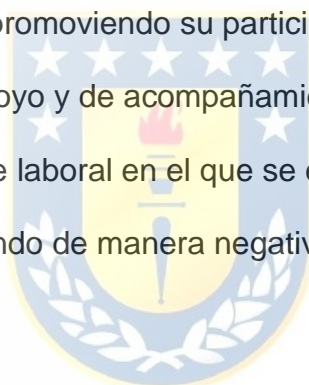 promoviendo su partici
oyo y de acompañamie
e laboral en el que se
ndo de manera negativ